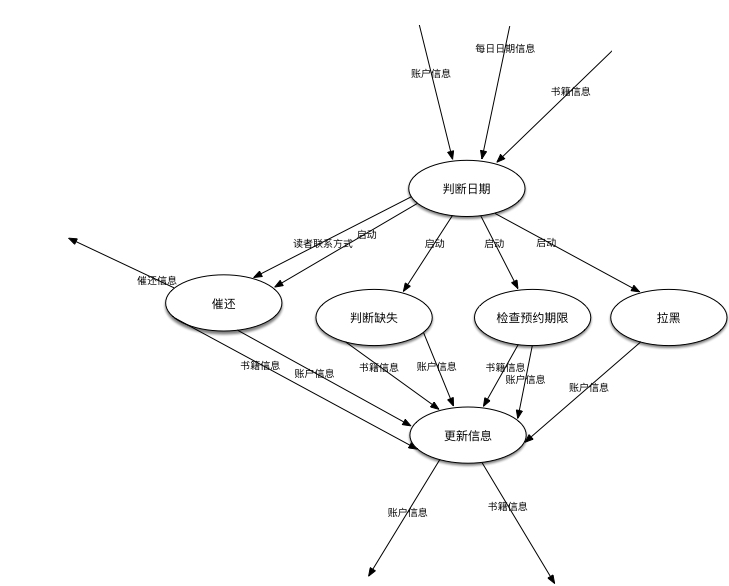 每日日期信息
账户信息
书籍信息
判断日期
读者联系方式
启动
启动
启动
启动
催还信息
催还
判断缺失
检查预约期限
拉黑
书籍信息
账户信息
书籍信息
账户信息
书籍信息
账户信息
账户信息
更新信息
账户信息
书籍信息